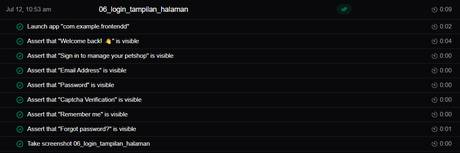 Jul 12, 10:53 am 06_login_tampilan_halaman 0:09
Launch app "com.example.frontendd" 0:02
Assert that "Welcome back! 👋" is visible 0:04
Assert that "Sign in to manage your petshop" is visible 0:00
Assert that "Email Address" is visible 0:00
Assert that "Password" is visible 0:00
Assert that "Captcha Verification" is visible 0:00
Assert that "Remember me" is visible 0:00
Assert that "Forgot password?" is visible 0:01
Take screenshot 06_login_tampilan_halaman 0:00